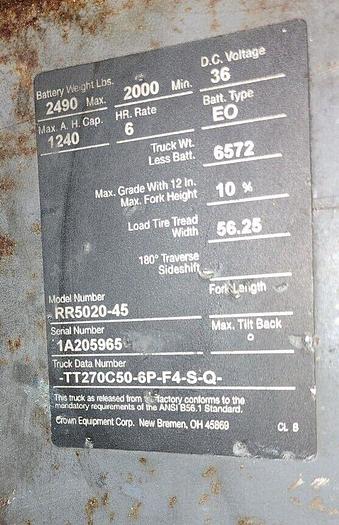 Battery Weight Lbs. D.C. Voltage
2490 Max. 2000 Min. 36
Max. A. H. Cap. HR. Rate Batt. Type
1240 6 EO
Truck Wt. Less Batt. 6572
Max. Grade With 12 In. Max. Fork Height 10 %
Load Tire Tread Width 56.25
180° Traverse Sideshift
Fork Length
Model Number
RR5020-45
Max. Tilt Back
°
Serial Number
1A205965
Truck Data Number
-TT270C50-6P-F4-S-Q-
This truck as released from the factory conforms to the
mandatory requirements of the ANSI B56.1 Standard.
Crown Equipment Corp. New Bremen, OH 45869 CL B